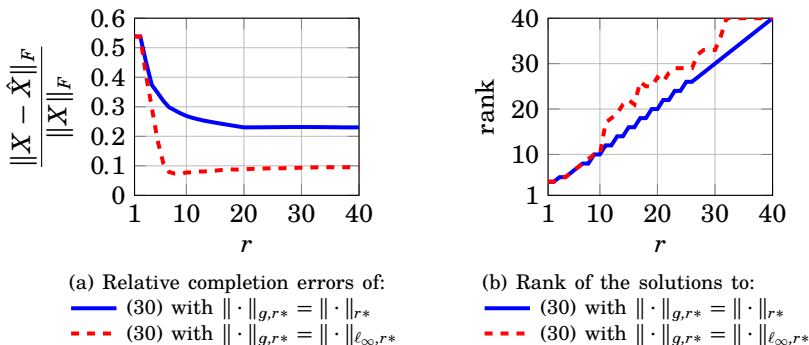 0.6
0.5
0.4
0.3
0.2
0.1
0
1 10 20 30 40
r
‖X − X̂‖_F
‖X‖_F
40
30
20
10
1
1 10 20 30 40
r
rank
(a) Relative completion errors of:
(30) with ‖ · ‖_{g,r∗} = ‖ · ‖_{r∗}
(30) with ‖ · ‖_{g,r∗} = ‖ · ‖_{ℓ∞,r∗}
(b) Rank of the solutions to:
(30) with ‖ · ‖_{g,r∗} = ‖ · ‖_{r∗}
(30) with ‖ · ‖_{g,r∗} = ‖ · ‖_{ℓ∞,r∗}